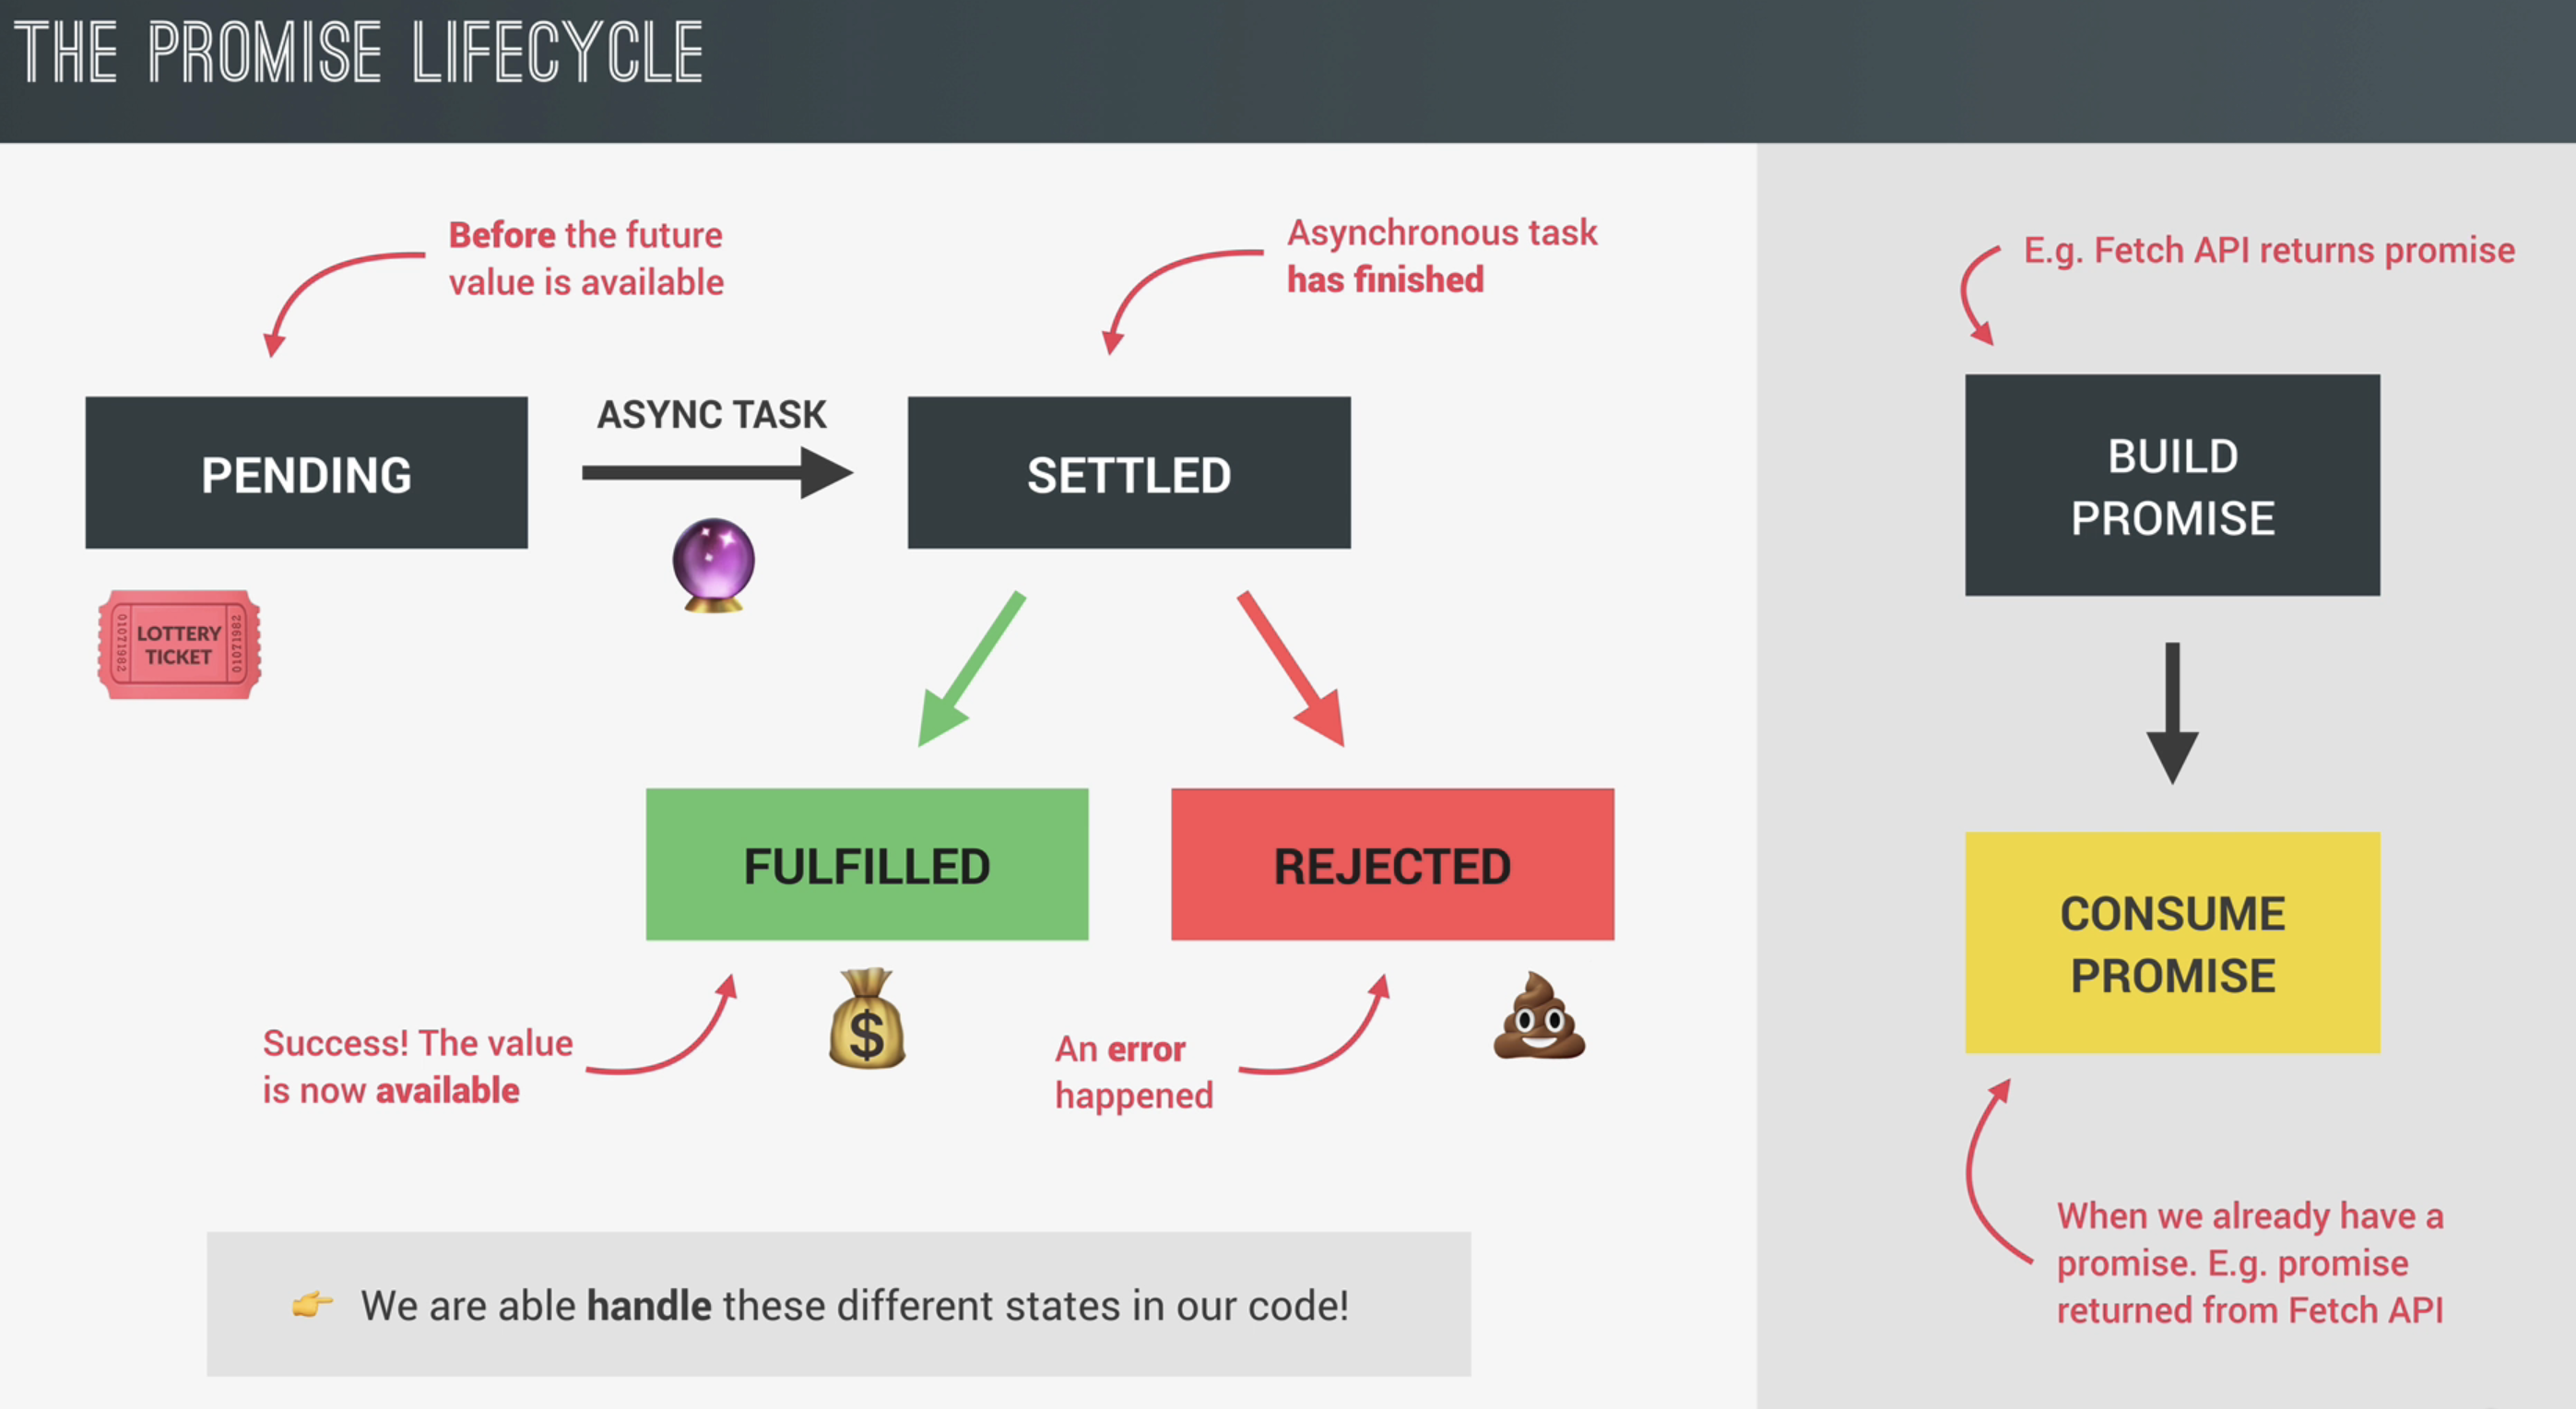 THE PROMISE LIFECYCLE
Before the future
value is available
Asynchronous task
has finished
E.g. Fetch API returns promise
PENDING
ASYNC TASK
SETTLED
BUILD
PROMISE
01071982
LOTTERY
TICKET
01071982
FULFILLED
REJECTED
CONSUME
PROMISE
$
Success! The value
is now available
An error
happened
When we already have a
promise. E.g. promise
returned from Fetch API
We are able handle these different states in our code!